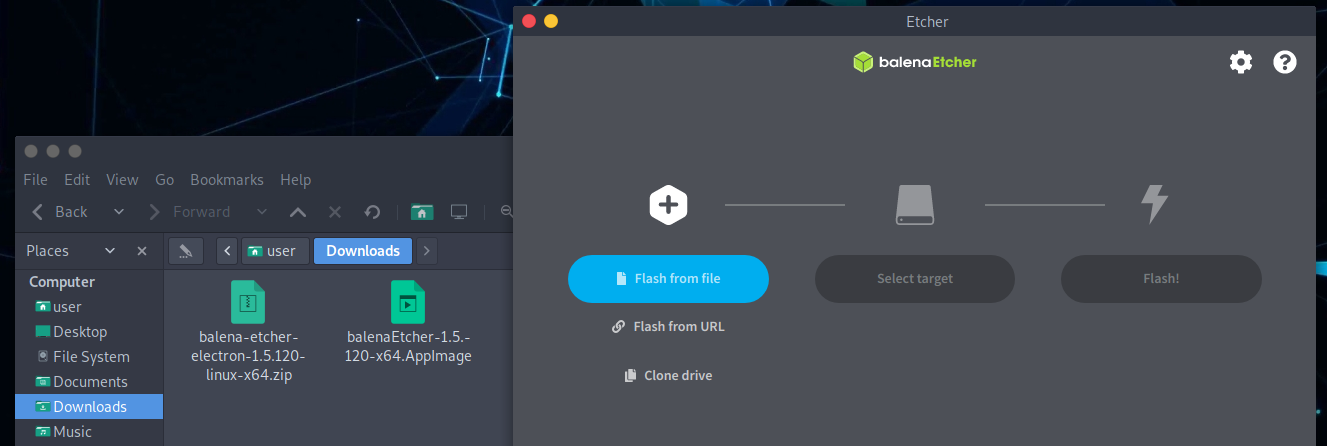 Etcher
balenaEtcher
File Edit View Go Bookmarks Help
Back Forward
Places
user Downloads
Computer
user
Desktop
File System
Documents
Downloads
Music
balena-etcher-
electron-1.5.120-
linux-x64.zip
balenaEtcher-1.5.-
120-x64.AppImage
Flash from file
Select target
Flash!
Flash from URL
Clone drive